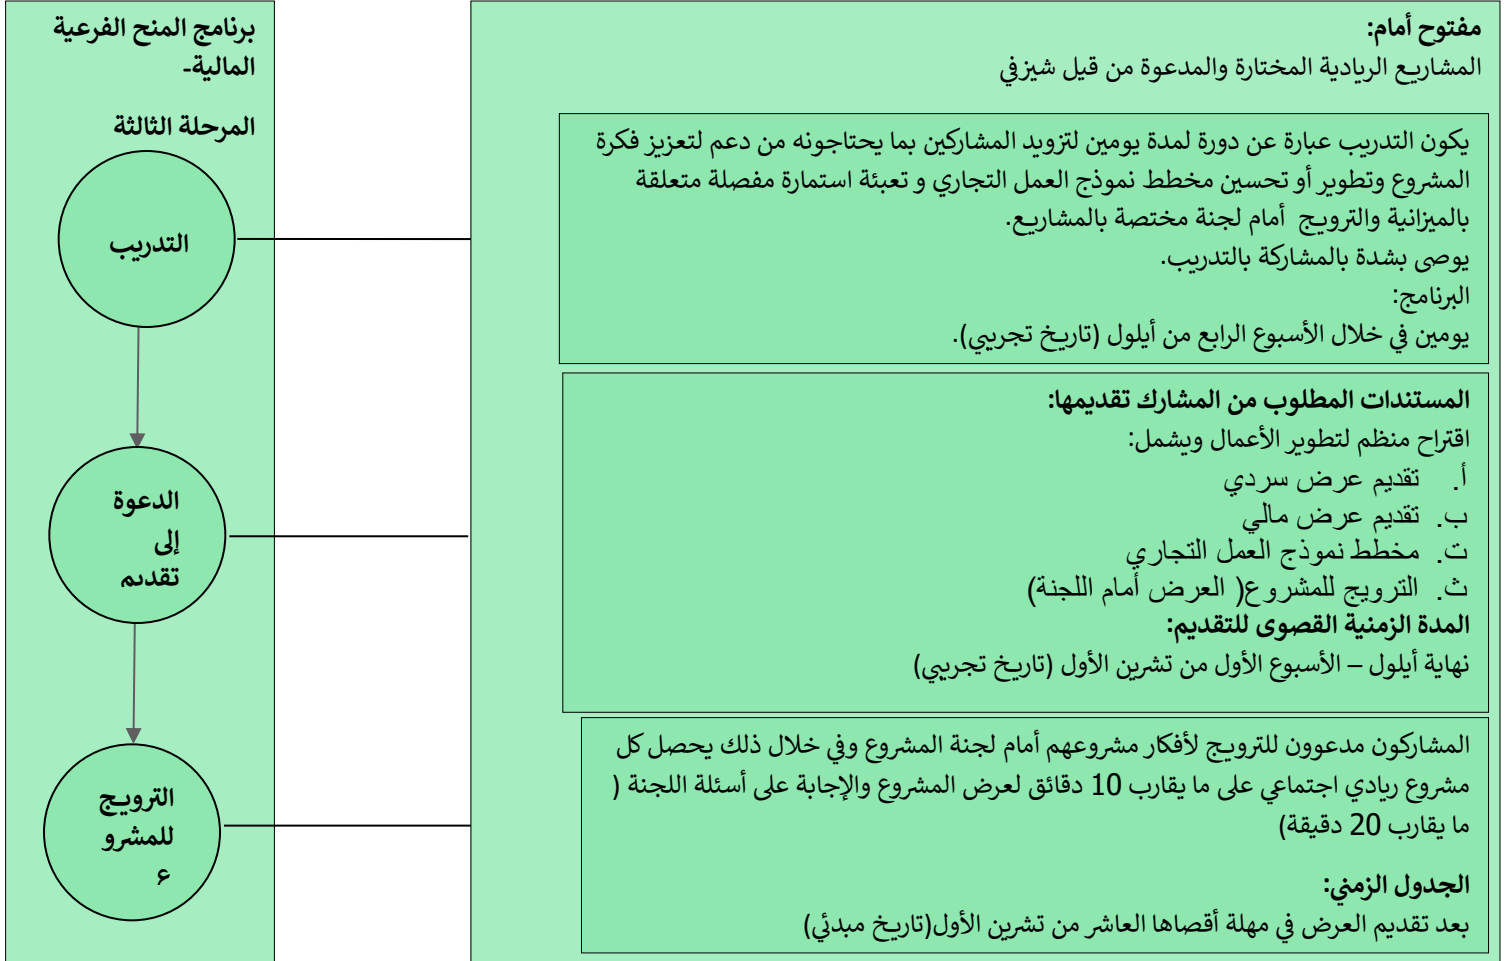 برنامج المنح الفرعية
المالية-
المرحلة الثالثة
مفتوح أمام:
المشاريع الريادية المختارة والمدعوة من قيل شيزفي
التدريب
يكون التدريب عبارة عن دورة لمدة يومين لتزويد المشاركين بما يحتاجونه من دعم لتعزيز فكرة
المشروع وتطوير أو تحسين مخطط نموذج العمل التجاري و تعبئة استمارة مفصلة متعلقة
بالميزانية والترويج أمام لجنة مختصة بالمشاريع.
يوصى بشدة بالمشاركة بالتدريب.
البرنامج:
يومين في خلال الأسبوع الرابع من أيلول (تاريخ تجريبي).
الدعوة
إلى
تقديم
المستندات المطلوب من المشارك تقديمها:
اقتراح منظم لتطوير الأعمال ويشمل:
أ. تقديم عرض سردي
ب. تقديم عرض مالي
ت. مخطط نموذج العمل التجاري
ث. الترويج للمشروع( العرض أمام اللجنة)
المدة الزمنية القصوى للتقديم:
نهاية أيلول – الأسبوع الأول من تشرين الأول (تاريخ تجريبي)
الترويج
للمشرو
ع
المشاركون مدعوون للترويج لأفكار مشروعهم أمام لجنة المشروع وفي خلال ذلك يحصل كل
مشروع ريادي اجتماعي على ما يقارب 10 دقائق لعرض المشروع والإجابة على أسئلة اللجنة (
ما يقارب 20 دقيقة)
الجدول الزمني:
بعد تقديم العرض في مهلة أقصاها العاشر من تشرين الأول(تاريخ مبدئي)